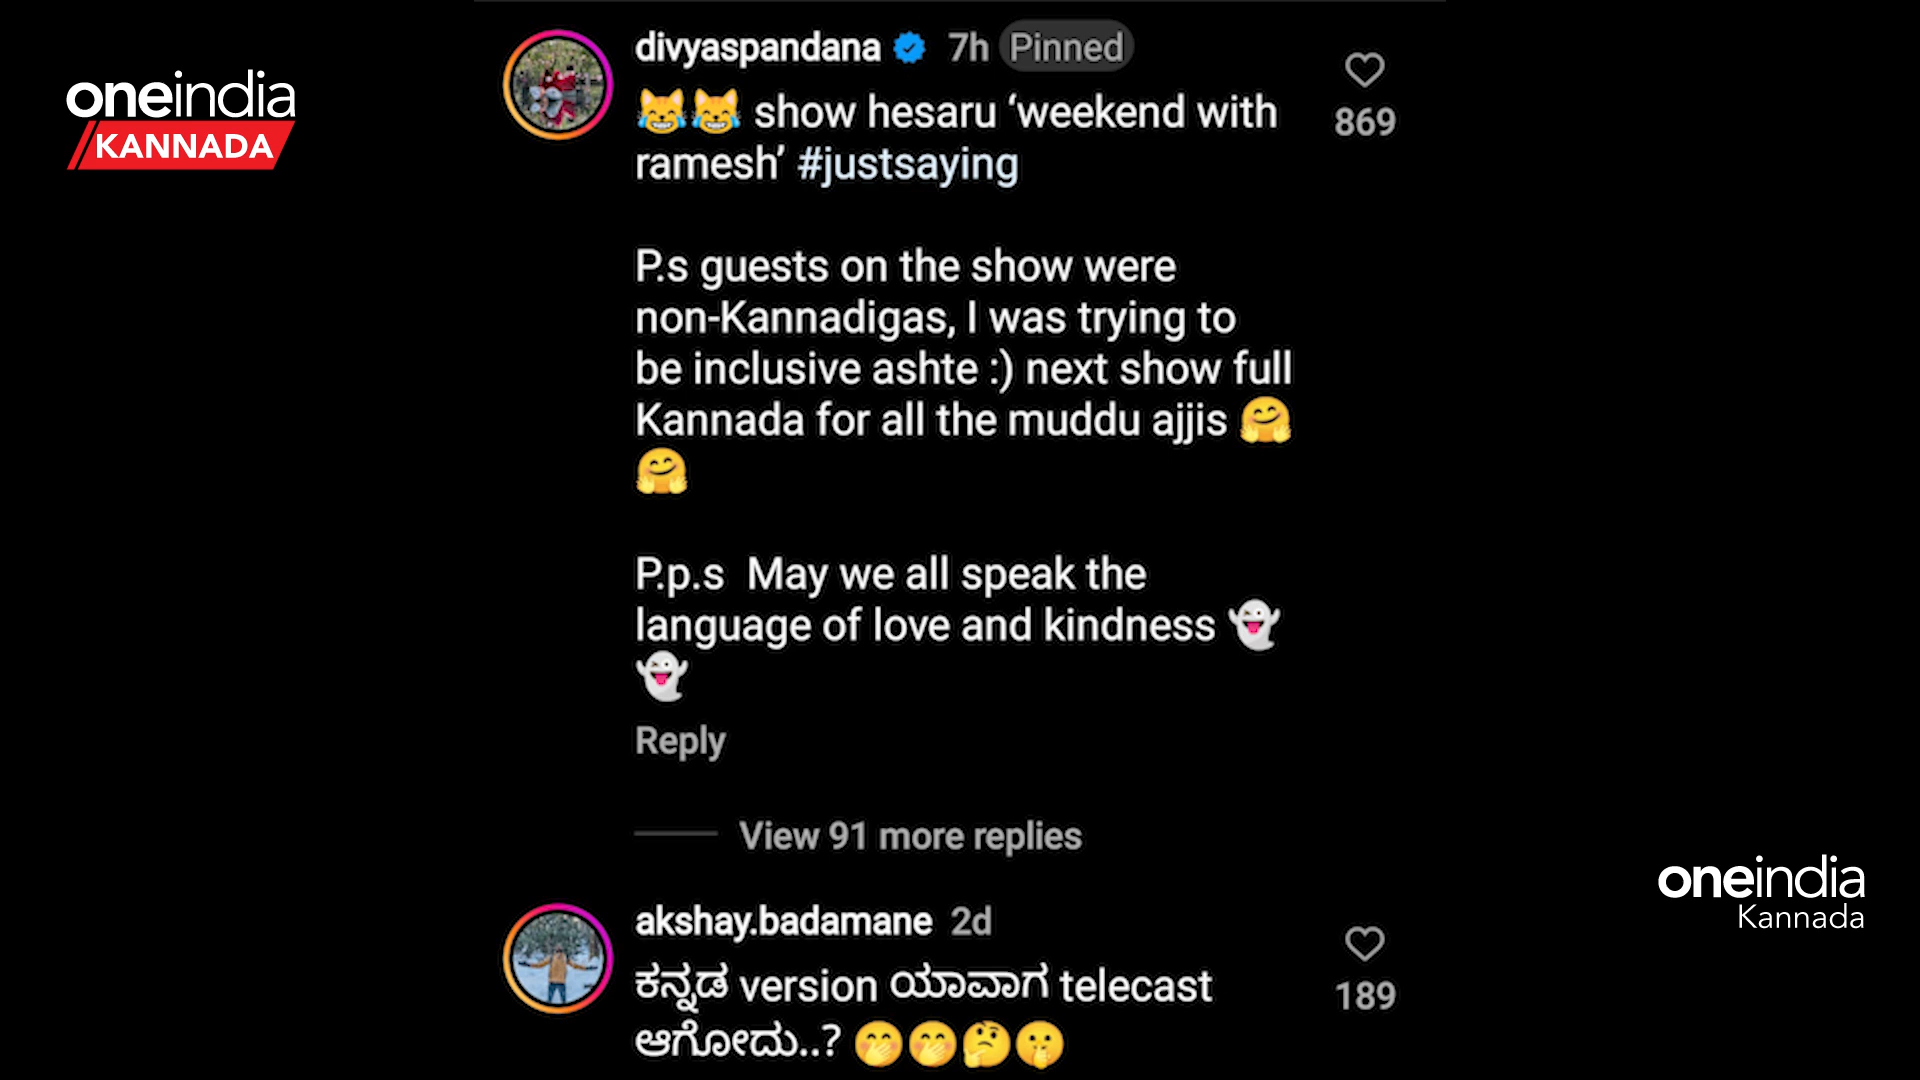 oneindia
KANNADA
divyaspandana 7h Pinned
😹😹 show hesaru ‘weekend with
ramesh’ #justsaying
869
P.s guests on the show were
non-Kannadigas, I was trying to
be inclusive ashte :) next show full
Kannada for all the muddu ajjis 🤗
🤗
P.p.s  May we all speak the
language of love and kindness 👻
👻
Reply
View 91 more replies
oneindia
Kannada
akshay.badamane 2d
ಕನ್ನಡ version ಯಾವಾಗ telecast
ಆಗೋದು..? 🤭🤭🤔🤫
189